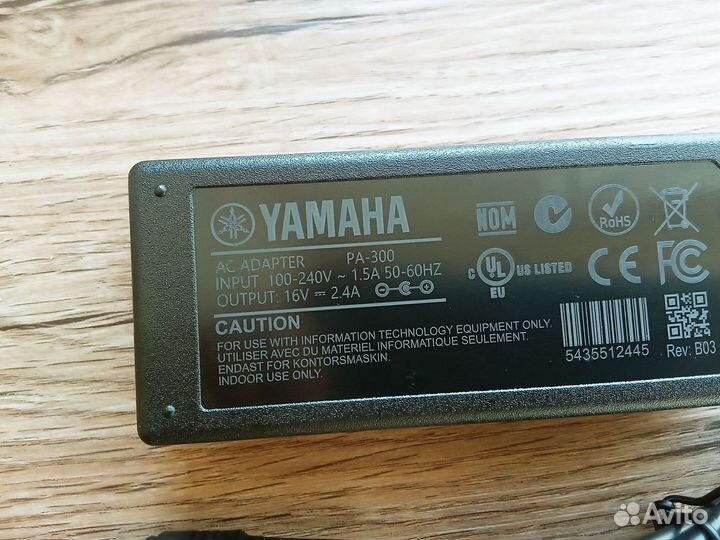 YAMAHA
AC ADAPTER PA-300
INPUT 100-240V ~ 1.5A 50-60HZ
OUTPUT: 16V ⎓ 2.4A
CAUTION
FOR USE WITH INFORMATION TECHNOLOGY EQUIPMENT ONLY.
UTILISER AVEC DU MATERIEL INFORMATIQUE SEULEMENT.
ENDAST FOR KONTORSMASKIN.
INDOOR USE ONLY.
NOM
RoHS
C UL US LISTED
EU
CE FC
5435512445
Rev: B03
Avito